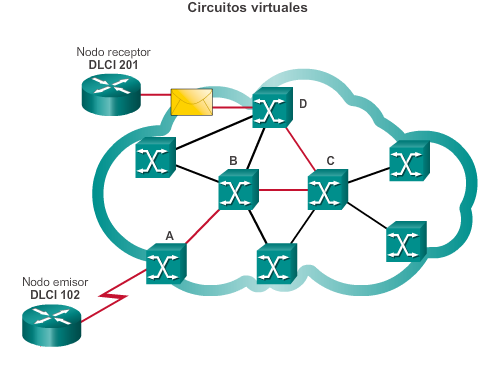 Circuitos virtuales
Nodo receptor
DLCI 201
D
B
C
A
Nodo emisor
DLCI 102